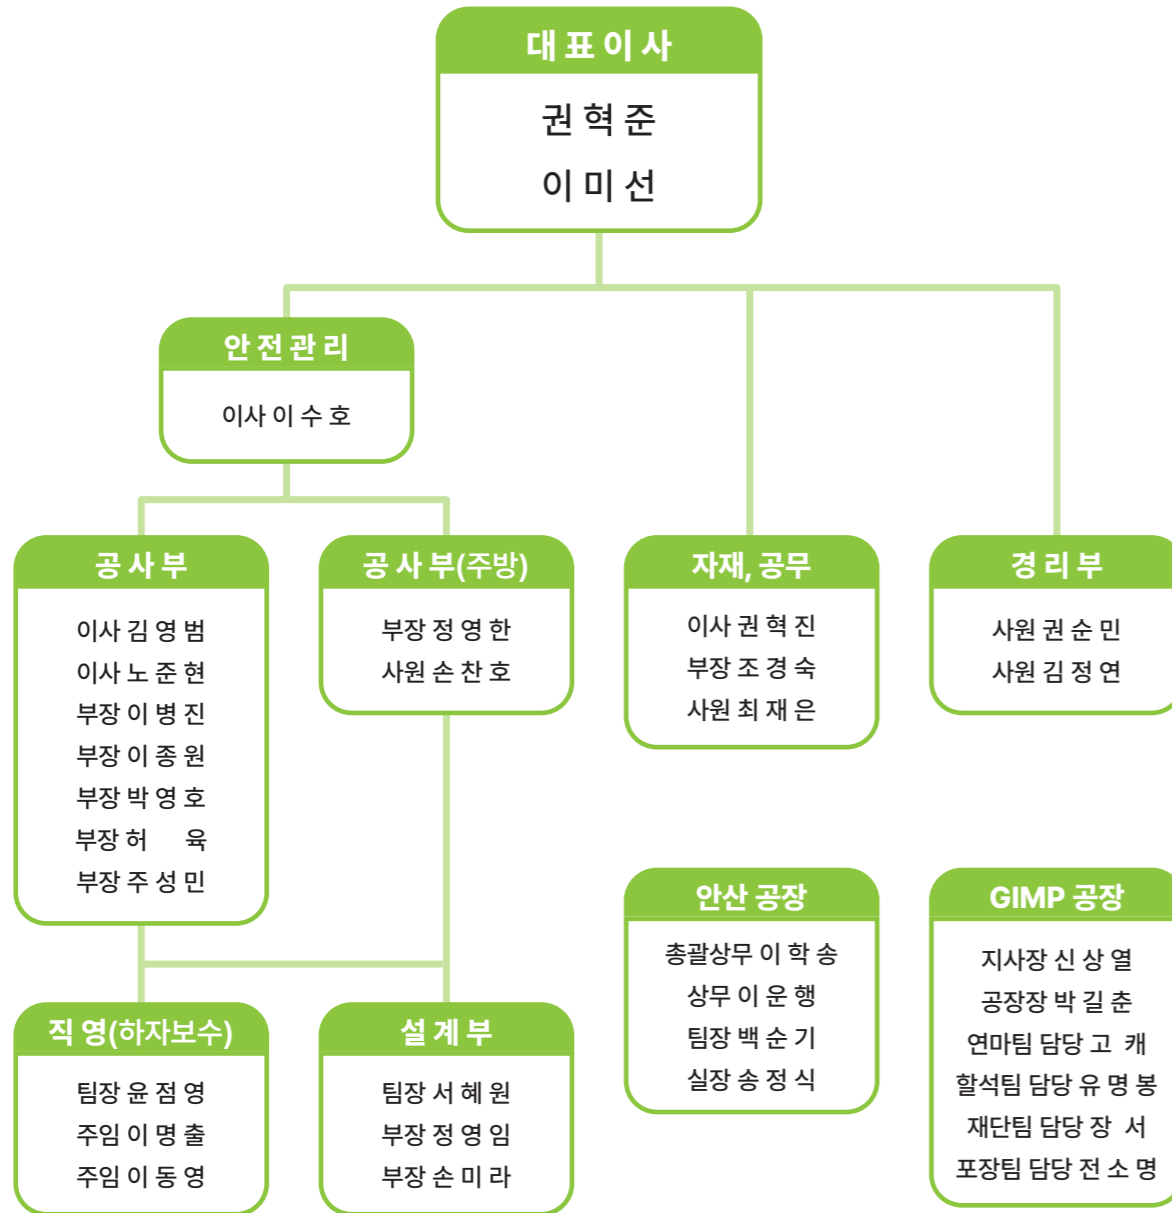 대표이사
권혁준
이미선
안전관리
이사 이수호
공사부
이사 김영범
이사 노준현
부장 이병진
부장 이종원
부장 박영호
부장 허 육
부장 주성민
공사부(주방)
부장 정영한
사원 손찬호
자재, 공무
이사 권혁진
부장 조경숙
사원 최재은
경리부
사원 권순민
사원 김정연
직영(하자보수)
팀장 윤점영
주임 이명출
주임 이동영
설계부
팀장 서혜원
부장 정영임
부장 손미라
안산 공장
총괄상무 이학송
상무 이운행
팀장 백순기
실장 송정식
GIMP 공장
지사장 신상열
공장장 박길춘
연마팀 담당 고 캐
할석팀 담당 유명봉
재단팀 담당 장 서
포장팀 담당 전소명